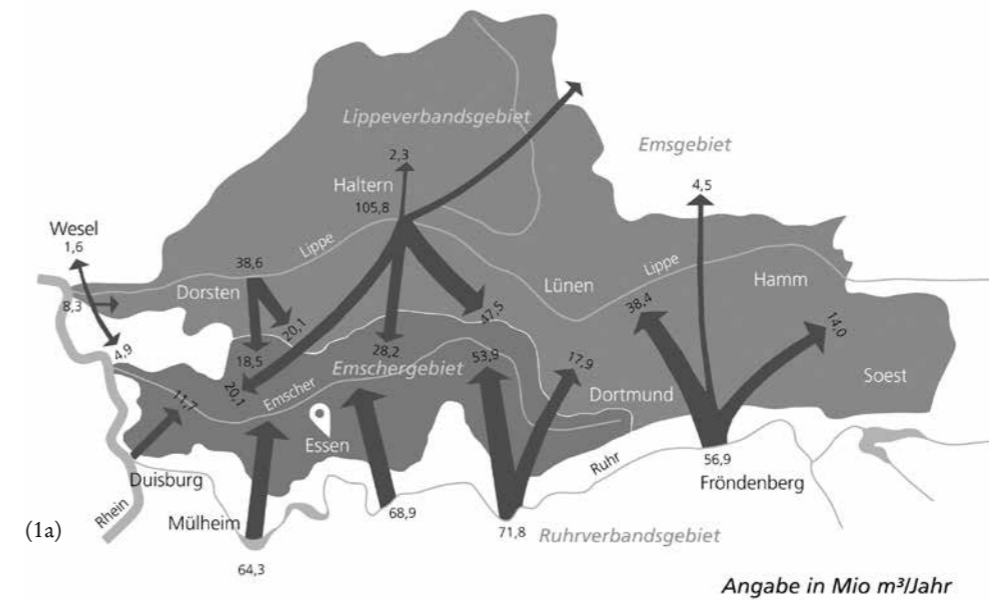 Lippeverbandsgebiet
Emsgebiet
2,3
Haltern
4,5
105,8
Wesel
1,6
Lippe
38,6
Lippe
Dorsten
Lünen
Hamm
8,3
38,4
14,0
20,1
47,5
4,9
18,5
28,2
53,9
17,9
Emschergebiet
20,1
Emscher
Dortmund
Soest
11,7
Essen
Ruhr
56,9
Duisburg
Fröndenberg
Rhein
Mülheim
68,9
(1a)
71,8
Ruhrverbandsgebiet
64,3
Angabe in Mio m³/Jahr